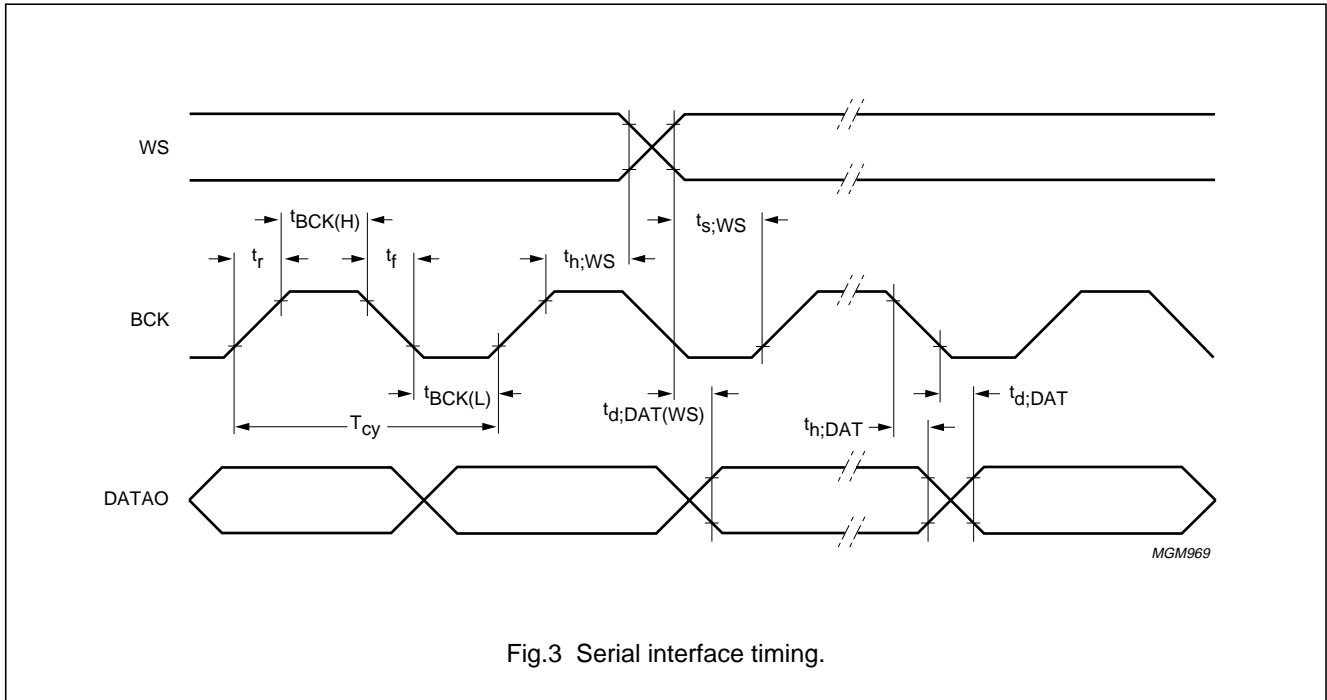 WS
tBCK(H)
ts;WS
tr
tf
th;WS
BCK
tBCK(L)
td;DAT(WS)
td;DAT
Tcy
th;DAT
DATAO
MGM969
Fig.3 Serial interface timing.